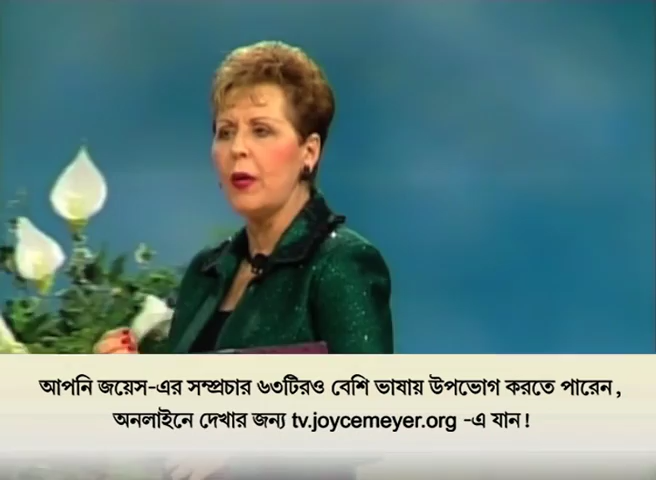 আপনি জয়েস-এর সম্প্রচার ৬৩টিরও বেশি ভাষায় উপভোগ করতে পারেন,
অনলাইনে দেখার জন্য tv.joycemeyer.org -এ যান!